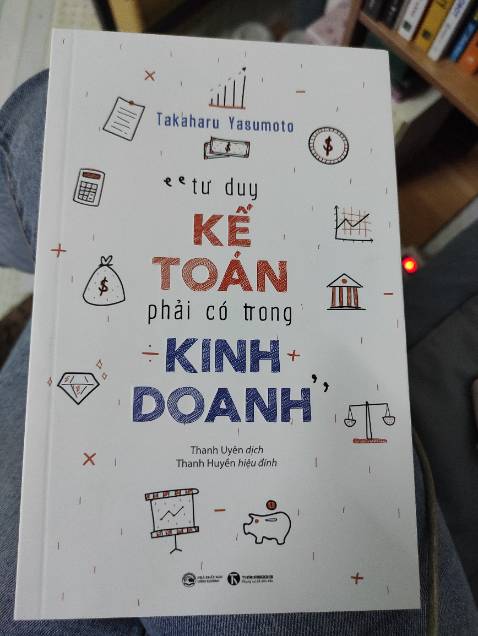 Takaharu Yasumoto
“tư duy
KẾ
TOÁN
phải có trong
KINH
DOANH”
Thanh Uyên dịch
Thanh Huyền hiệu đính